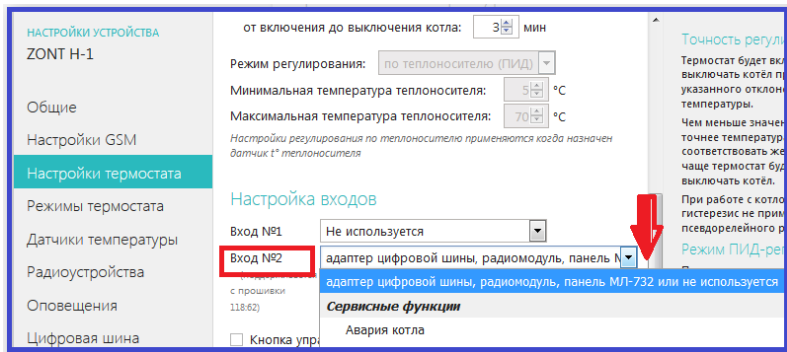 НАСТРОЙКИ УСТРОЙСТВА
ZONT H-1
Общие
Настройки GSM
Настройки термостата
Режимы термостата
Датчики температуры
Радиоустройства
Оповещения
Цифровая шина
от включения до выключения котла: 3 мин
Режим регулирования: по теплоносителю (ПИД)
Минимальная температура теплоносителя: 5 °C
Максимальная температура теплоносителя: 70 °C
Настройки регулирования по теплоносителю применяются когда назначен
датчик t° теплоносителя
Настройка входов
Вход №1 Не используется
Вход №2 адаптер цифровой шины, радиомодуль, панель М
с прошивки
118:62)
адаптер цифровой шины, радиомодуль, панель МЛ-732 или не используется
Сервисные функции
Авария котла
Кнопка упра
Точность регули
Термостат будет вкл
выключать котёл пр
указанного отклоне
температуры.
Чем меньше значен
точнее температур
соответствовать же
чаще термостат буд
выключать котёл.
При работе с котло
гистерезис не прим
псевдорелейного р
Режим ПИД-рег